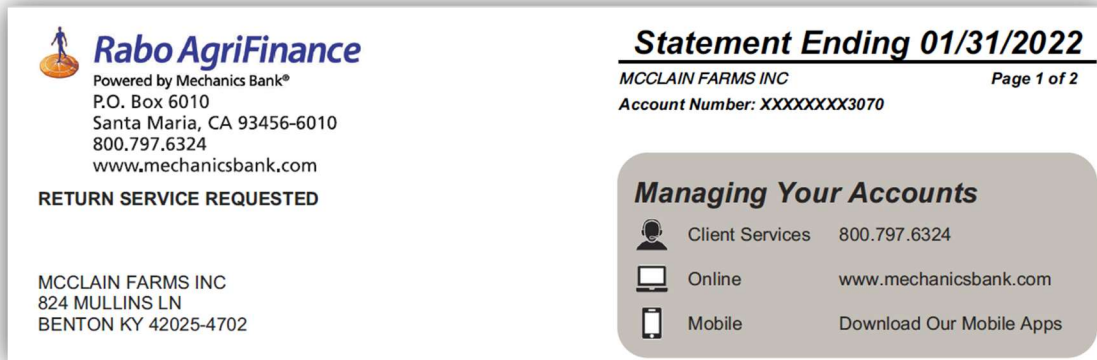 Rabo AgriFinance
Powered by Mechanics Bank®
P.O. Box 6010
Santa Maria, CA 93456-6010
800.797.6324
www.mechanicsbank.com
RETURN SERVICE REQUESTED
MCCLAIN FARMS INC
824 MULLINS LN
BENTON KY 42025-4702
Statement Ending 01/31/2022
MCCLAIN FARMS INC Page 1 of 2
Account Number: XXXXXXXX3070
Managing Your Accounts
Client Services 800.797.6324
Online www.mechanicsbank.com
Mobile Download Our Mobile Apps